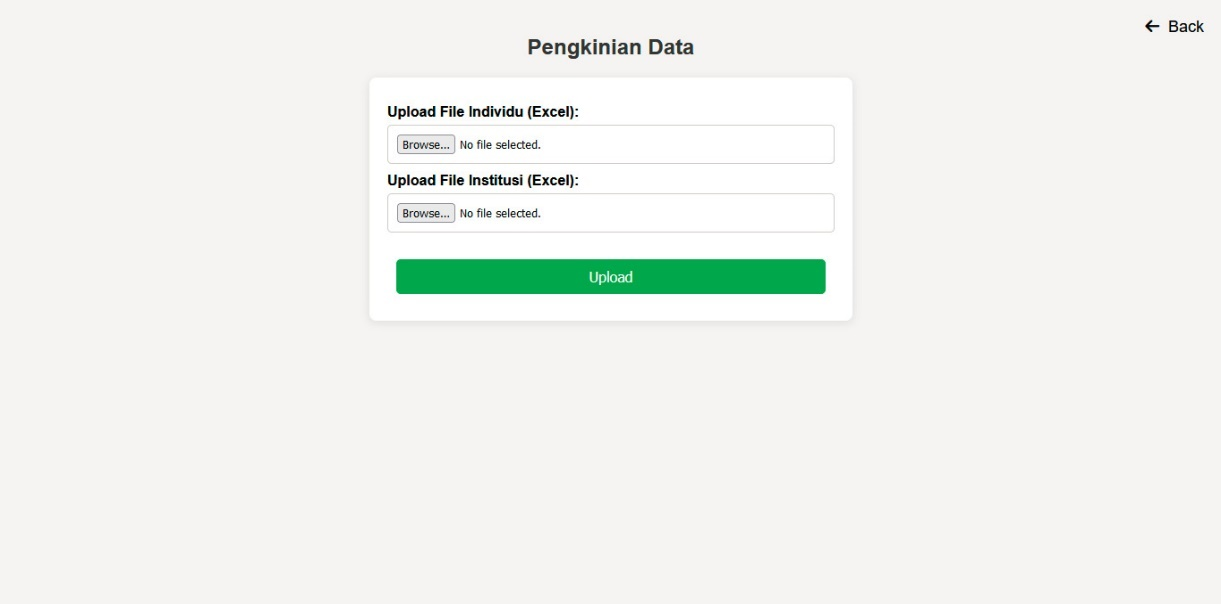 ← Back
Pengkinian Data
Upload File Individu (Excel):
Browse... No file selected.
Upload File Institusi (Excel):
Browse... No file selected.
Upload